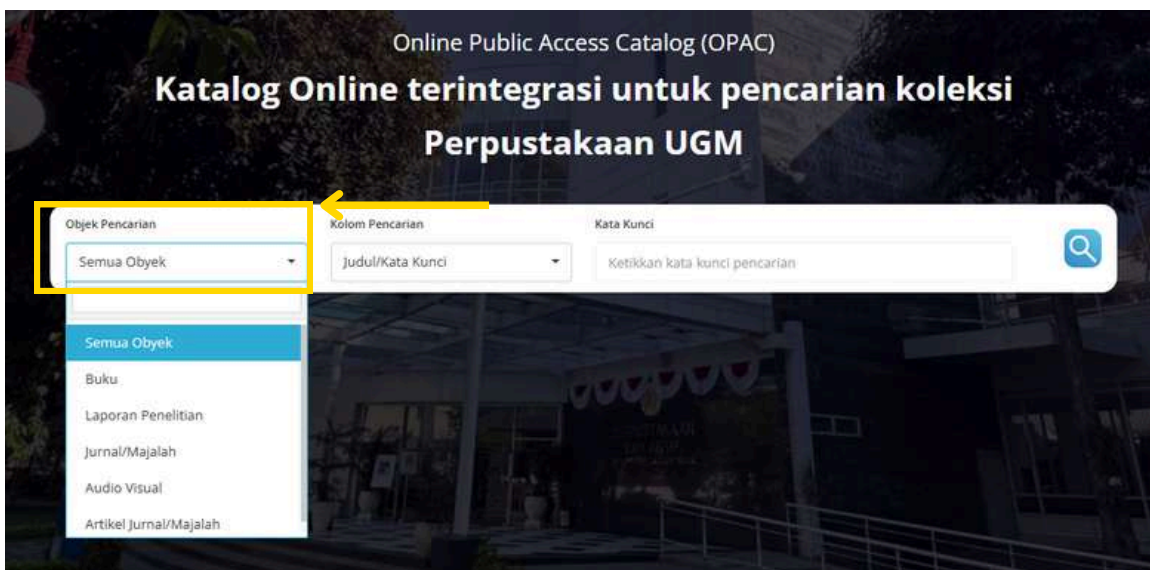 Online Public Access Catalog (OPAC)
Katalog Online terintegrasi untuk pencarian koleksi
Perpustakaan UGM
Objek Pencarian
Kolom Pencarian
Kata Kunci
Semua Obyek
Judul/Kata Kunci
Ketikkan kata kunci pencarian
Semua Obyek
Buku
Laporan Penelitian
Jurnal/Majalah
Audio Visual
Artikel Jurnal/Majalah